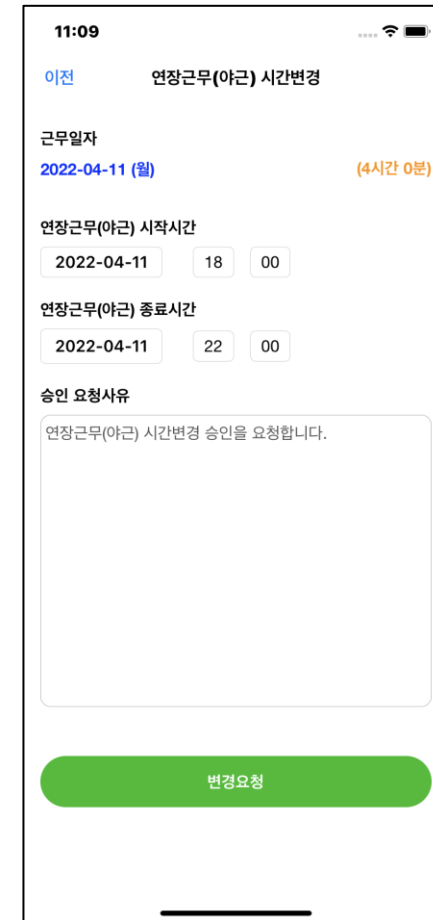 11:09
이전 연장근무(야근) 시간변경
근무일자
2022-04-11 (월) (4시간 0분)
연장근무(야근) 시작시간
2022-04-11 18 00
연장근무(야근) 종료시간
2022-04-11 22 00
승인 요청사유
연장근무(야근) 시간변경 승인을 요청합니다.
변경요청